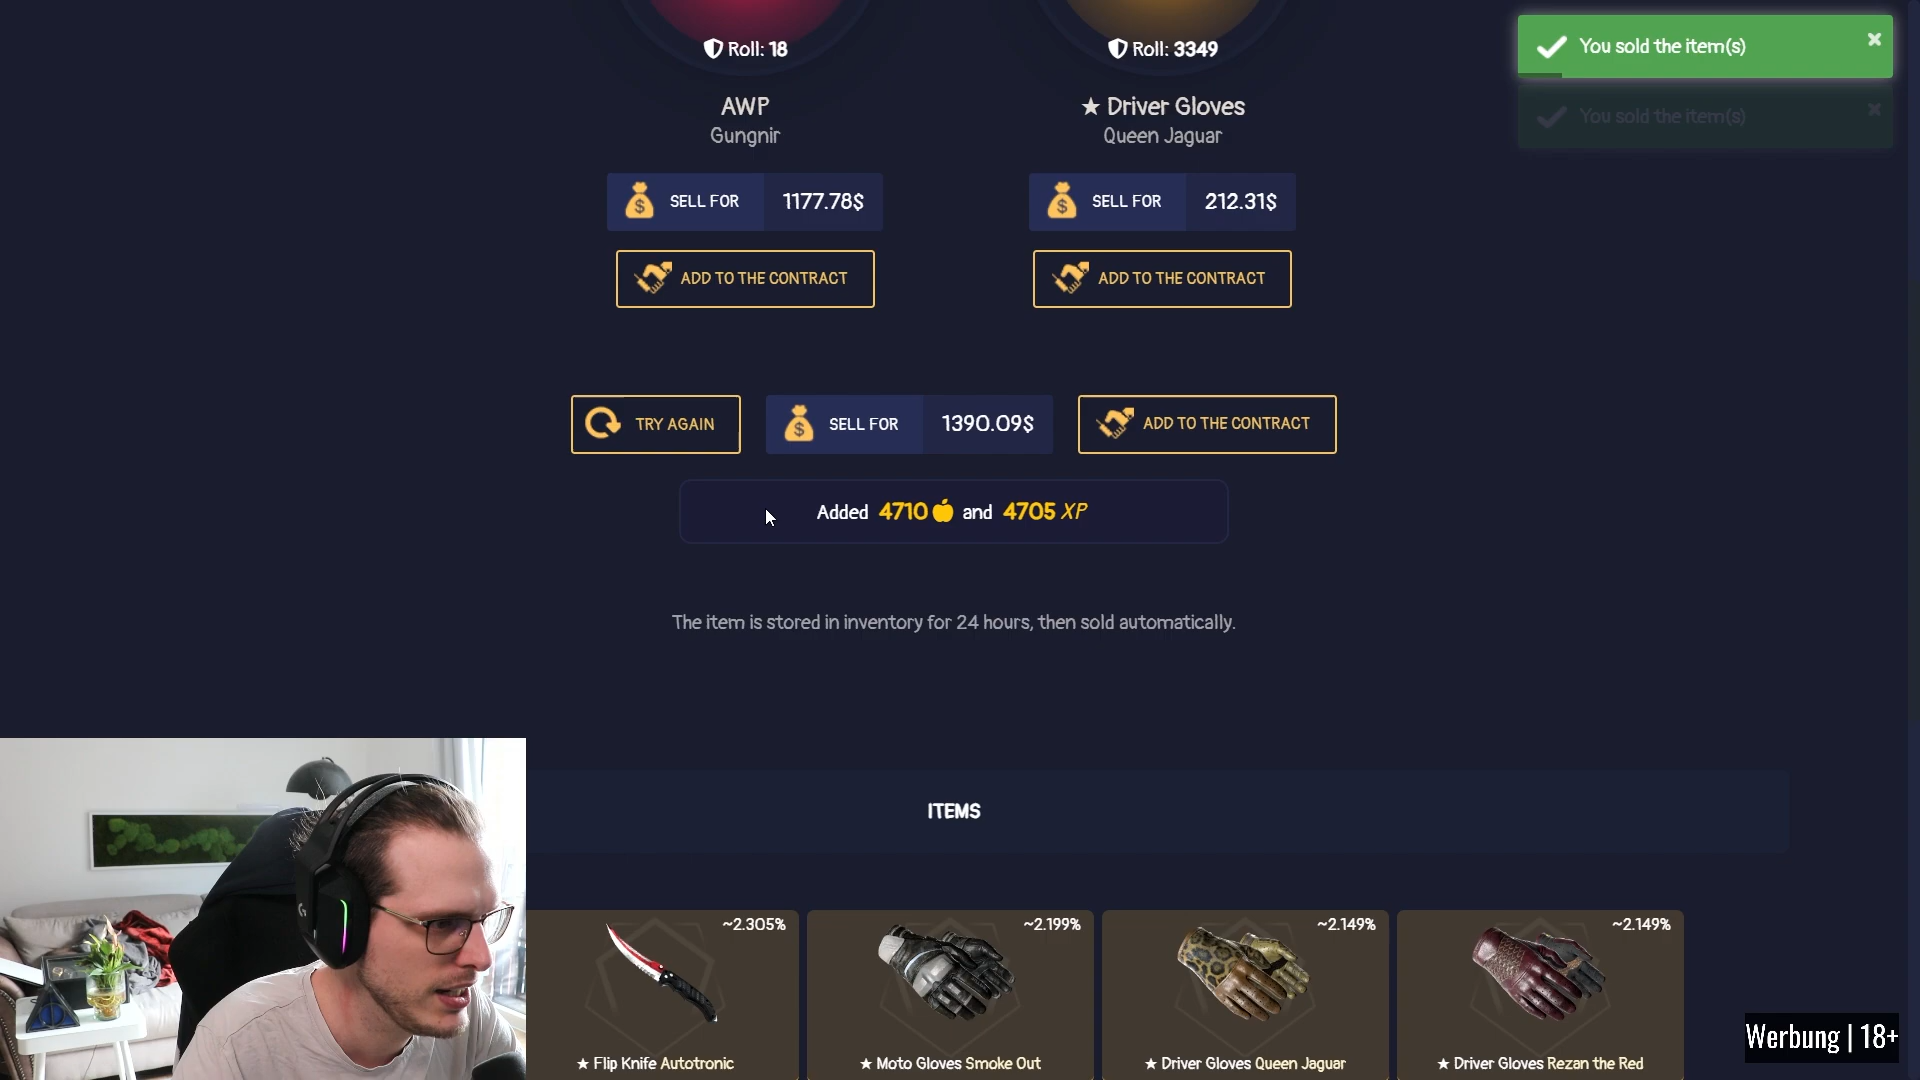 Roll: 18
Roll: 3349
You sold the item(s)
You sold the item(s)
AWP
Gungnir
★ Driver Gloves
Queen Jaguar
SELL FOR 1177.78$
SELL FOR 212.31$
ADD TO THE CONTRACT
ADD TO THE CONTRACT
TRY AGAIN
SELL FOR 1390.09$
ADD TO THE CONTRACT
Added 4710 and 4705 XP
The item is stored in inventory for 24 hours, then sold automatically.
ITEMS
~2.305%
~2.199%
~2.149%
~2.149%
★ Flip Knife Autotronic
★ Moto Gloves Smoke Out
★ Driver Gloves Queen Jaguar
★ Driver Gloves Rezan the Red
Werbung | 18+